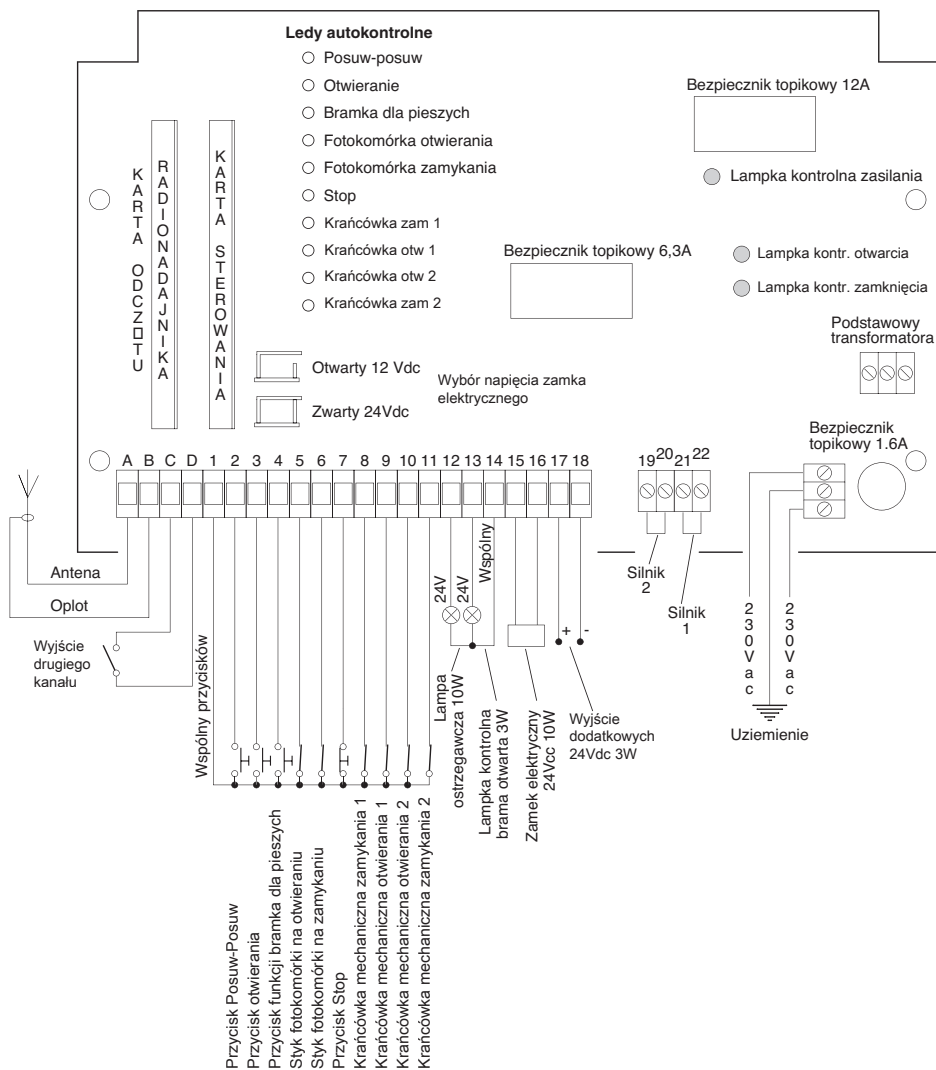 Ledy autokontrolne
Posuw-posuw
Otwieranie
Bramka dla pieszych
Fotokomórka otwierania
Fotokomórka zamykania
Stop
Krańcówka zam 1
Krańcówka otw 1
Krańcówka otw 2
Krańcówka zam 2
Bezpiecznik topikowy 12A
Lampka kontrolna zasilania
Bezpiecznik topikowy 6,3A
Lampka kontr. otwarcia
Lampka kontr. zamknięcia
Podstawowy
transformatora
KARTA ODCZ□TU
RADIONADAJNIKA
KARTA STEROWANIA
Otwarty 12 Vdc
Zwarty 24Vdc
Wybór napięcia zamka
elektrycznego
Bezpiecznik
topikowy 1.6A
A B C D 1 2 3 4 5 6 7 8 9 10 11 12 13 14 15 16 17 18
19 20 21 22
Antena
Oplot
Wyjście
drugiego
kanału
Wspólny przycisków
24V
24V
Wspólny
Silnik
2
Silnik
1
+ -
Lampa
ostrzegawcza 10W
Lampka kontrolna
brama otwarta 3W
Zamek elektryczny
24Vcc 10W
Wyjście
dodatkowych
24Vdc 3W
230Vac
230Vac
Uziemienie
Przycisk Posuw-Posuw
Przycisk otwierania
Przycisk funkcji bramka dla pieszych
Styk fotokomórki na otwieraniu
Styk fotokomórki na zamykaniu
Przycisk Stop
Krańcówka mechaniczna zamykania 1
Krańcówka mechaniczna otwierania 1
Krańcówka mechaniczna otwierania 2
Krańcówka mechaniczna zamykania 2